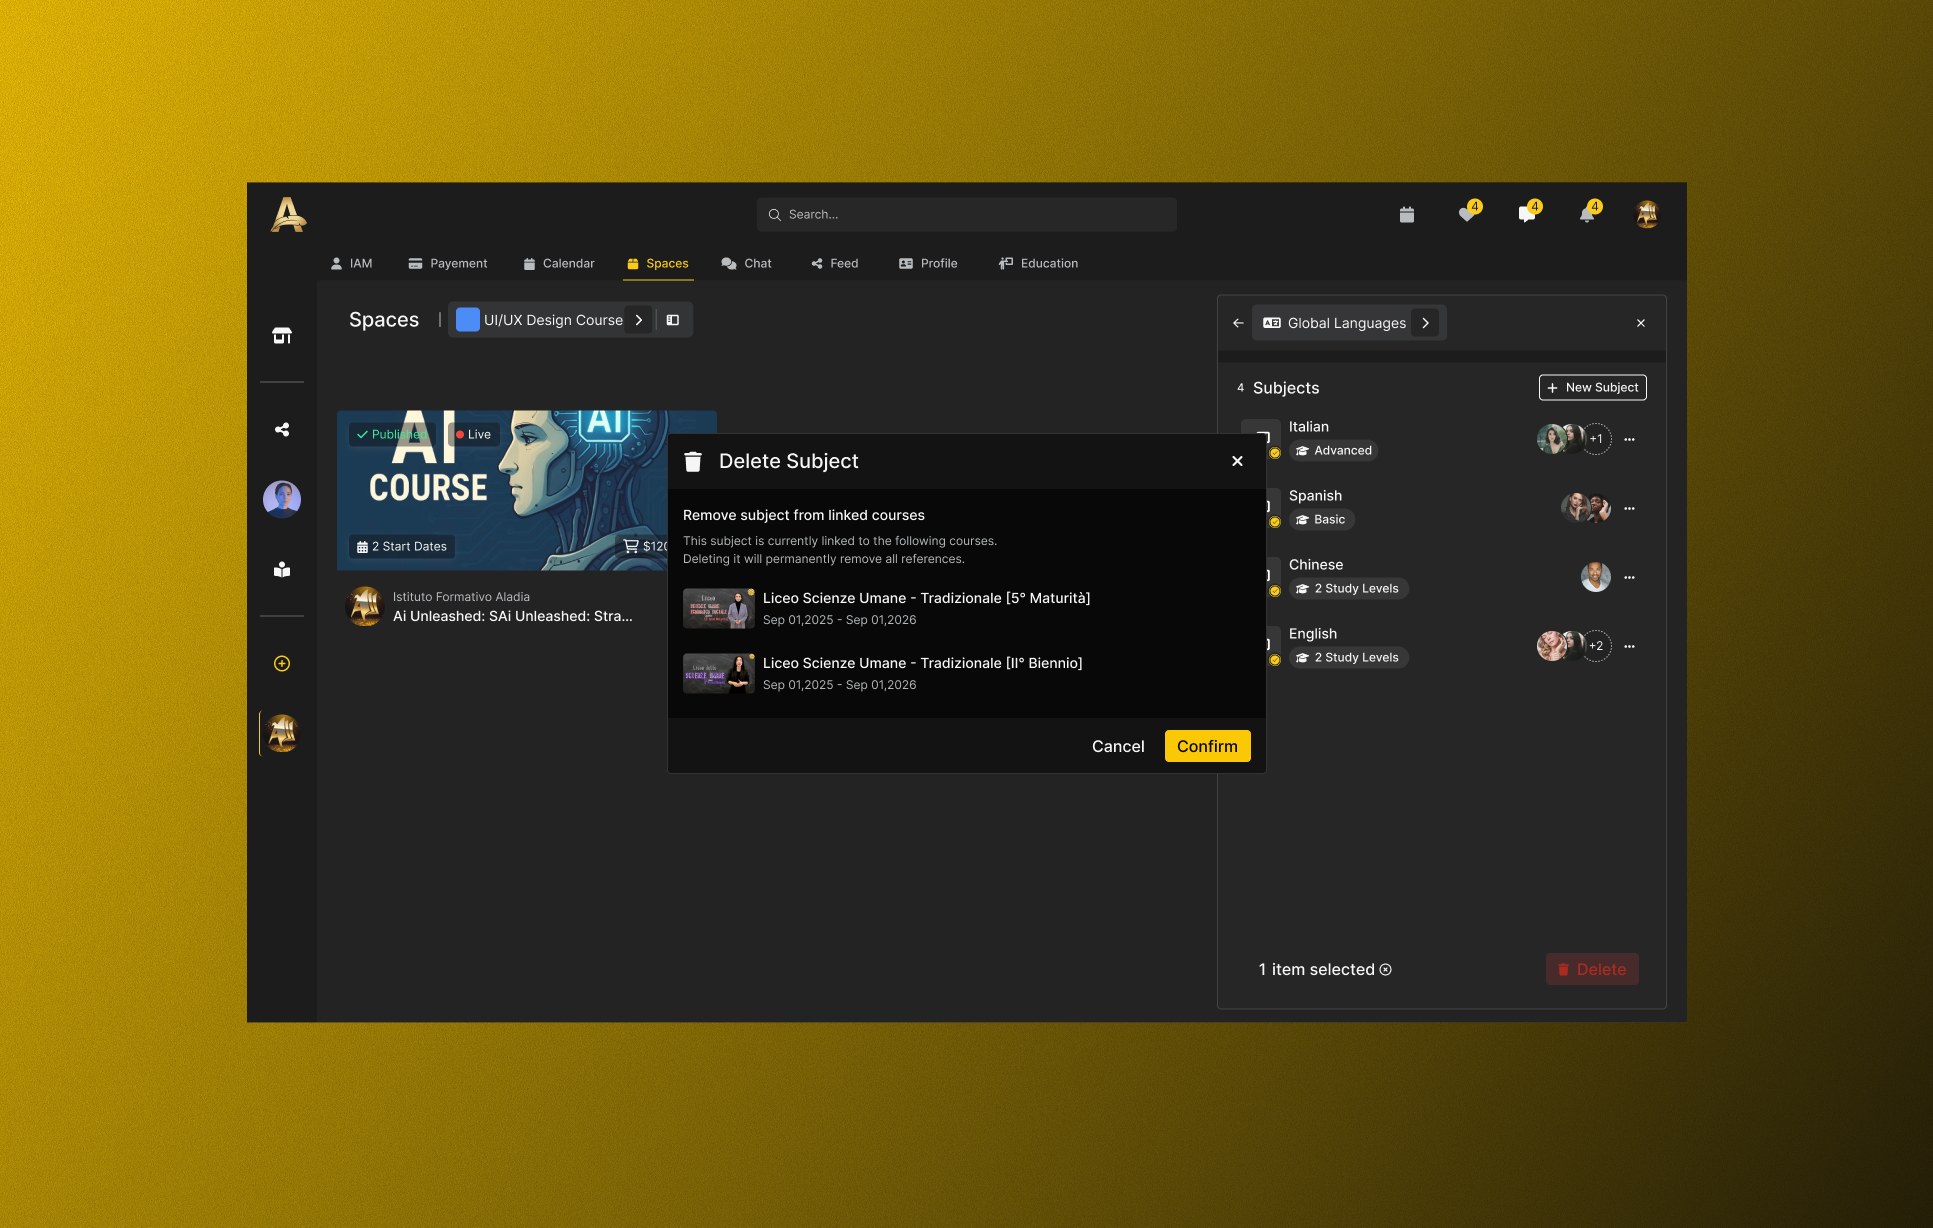 Search...
4
4
4
IAM
Payement
Calendar
Spaces
Chat
Feed
Profile
Education
Spaces
UI/UX Design Course
Global Languages
4 Subjects
New Subject
Published
Live
AI
AI
COURSE
2 Start Dates
$120
Istituto Formativo Aladia
Ai Unleashed: SAi Unleashed: Stra...
Delete Subject
Remove subject from linked courses
This subject is currently linked to the following courses.
Deleting it will permanently remove all references.
Liceo Scienze Umane - Tradizionale [5° Maturità]
Sep 01,2025 - Sep 01,2026
Liceo Scienze Umane - Tradizionale [II° Biennio]
Sep 01,2025 - Sep 01,2026
Cancel
Confirm
Italian
Advanced
+1
Spanish
Basic
Chinese
2 Study Levels
English
2 Study Levels
+2
1 item selected
Delete